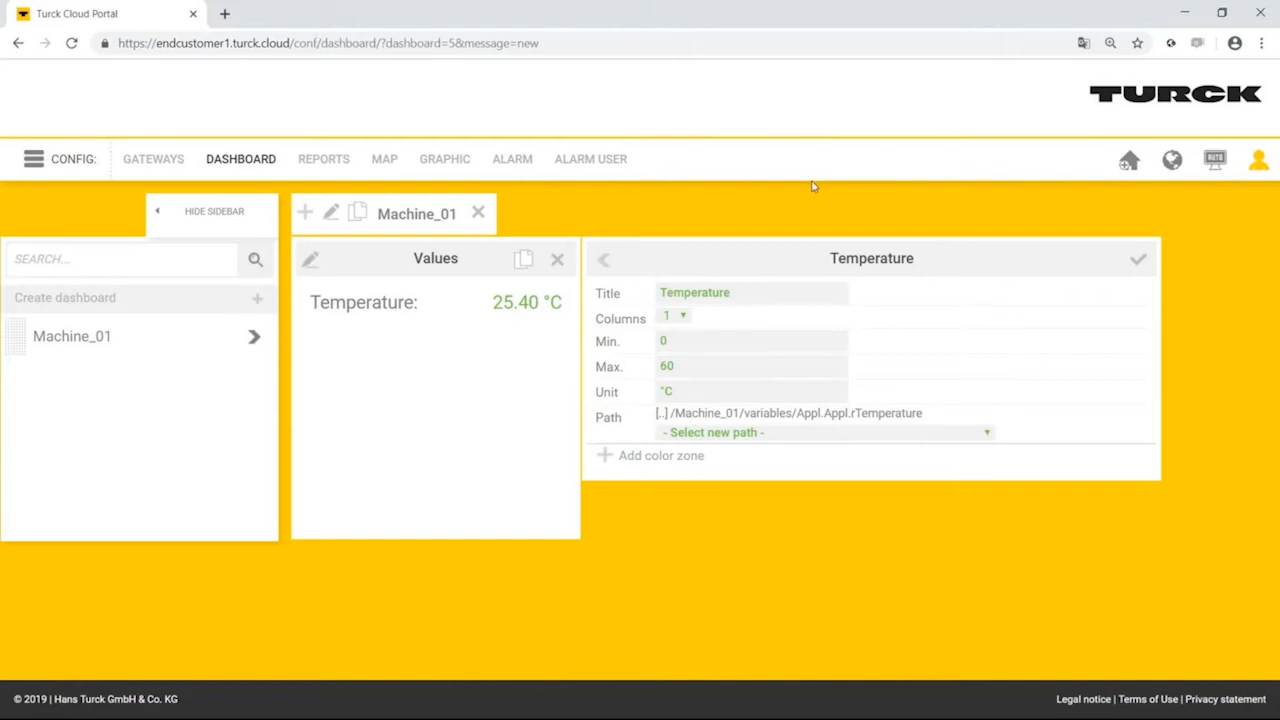 Turck Cloud Portal
https://endcustomer1.turck.cloud/conf/dashboard/?dashboard=5&message=new
TURCK
CONFIG: GATEWAYS DASHBOARD REPORTS MAP GRAPHIC ALARM ALARM USER
AUTO
HIDE SIDEBAR
SEARCH...
Create dashboard
Machine_01
Machine_01
Values
Temperature: 25.40 °C
Temperature
Title Temperature
Columns 1
Min. 0
Max. 60
Unit °C
Path [..] /Machine_01/variables/Appl.Appl.rTemperature
- Select new path -
Add color zone
© 2019 | Hans Turck GmbH & Co. KG
Legal notice | Terms of Use | Privacy statement